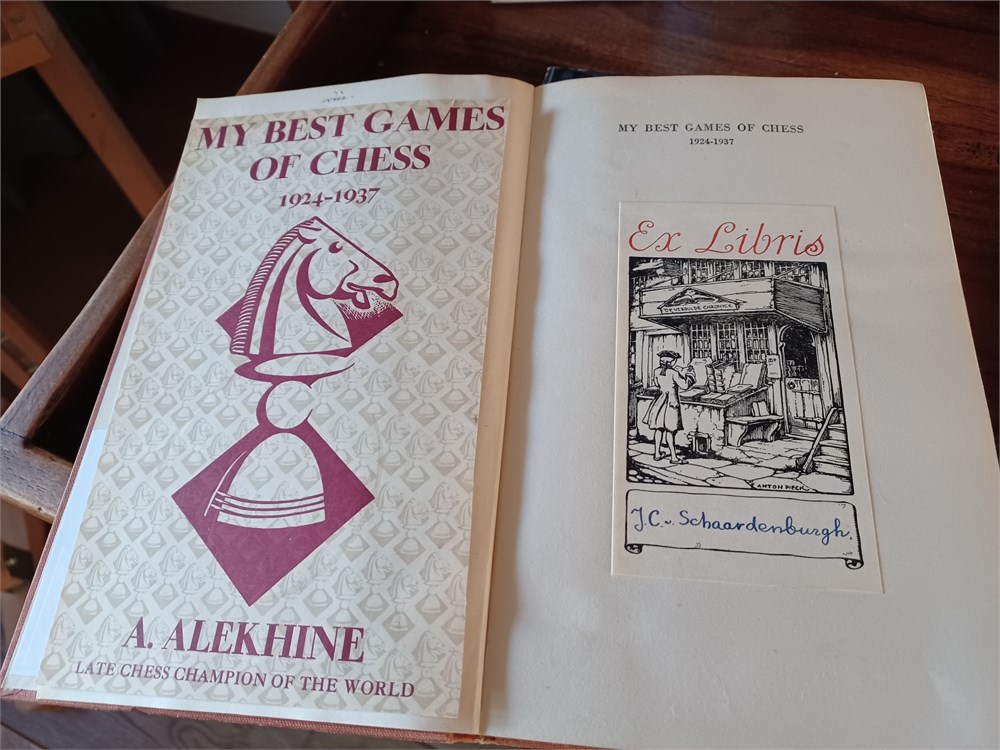 MY BEST GAMES
OF CHESS
1924-1937
A. ALEKHINE
LATE CHESS CHAMPION OF THE WORLD
MY BEST GAMES OF CHESS
1924-1937
Ex Libris
ANTON PIECK
J.C. v. Schaardenburgh.